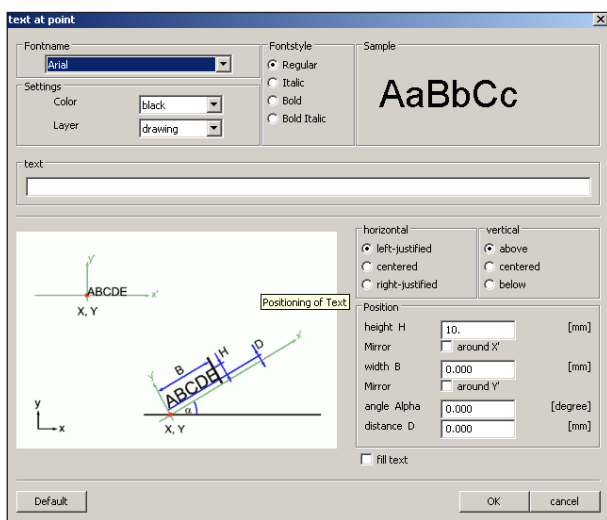 text at point
Fontname
Arial
Settings
Color
black
Layer
drawing
Fontstyle
Regular
Italic
Bold
Bold Italic
Sample
AaBbCc
text
y'
ABCDE
x'
X, Y
Positioning of Text
B
H
D
x'
y'
ABCDE
α
X, Y
y
x
horizontal
left-justified
centered
right-justified
vertical
above
centered
below
Position
height H 10. [mm]
Mirror around X'
width B 0.000 [mm]
Mirror around Y'
angle Alpha 0.000 [degree]
distance D 0.000 [mm]
fill text
Default
OK
cancel